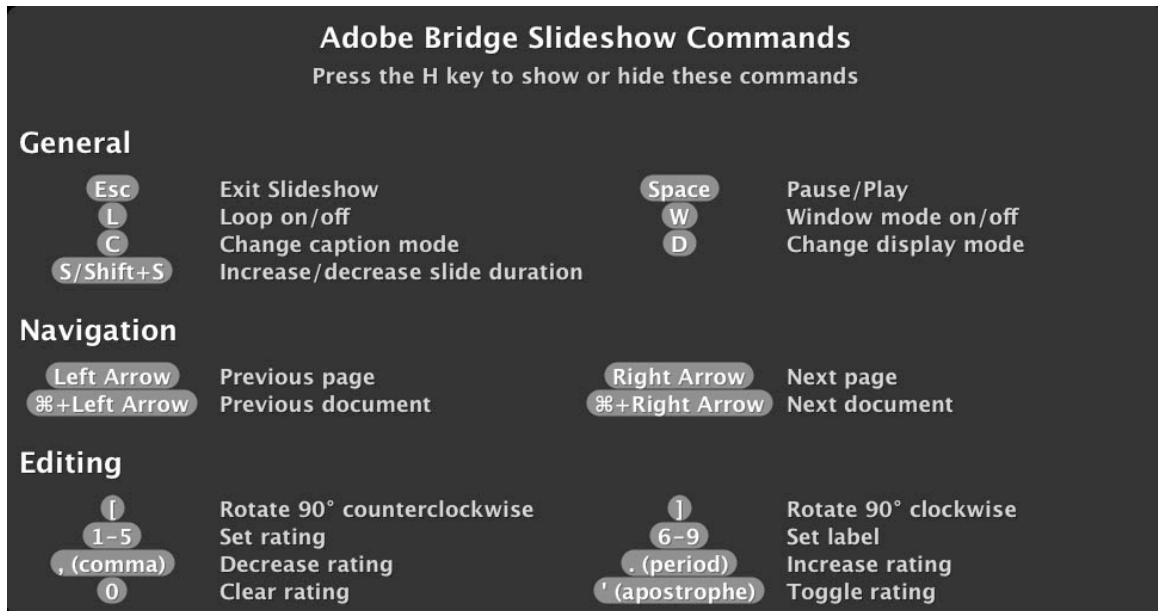 Adobe Bridge Slideshow Commands
Press the H key to show or hide these commands
General
Esc Exit Slideshow Space Pause/Play
L Loop on/off W Window mode on/off
C Change caption mode D Change display mode
S/Shift+S Increase/decrease slide duration
Navigation
Left Arrow Previous page Right Arrow Next page
⌘+Left Arrow Previous document ⌘+Right Arrow Next document
Editing
[ Rotate 90° counterclockwise ] Rotate 90° clockwise
1-5 Set rating 6-9 Set label
, (comma) Decrease rating . (period) Increase rating
0 Clear rating ' (apostrophe) Toggle rating